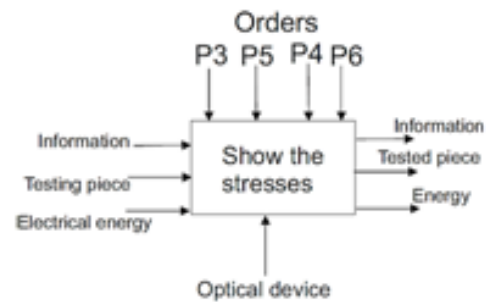 Orders
P3 P5 P4 P6
Information
Testing piece
Electrical energy
Show the
stresses
Information
Tested piece
Energy
Optical device